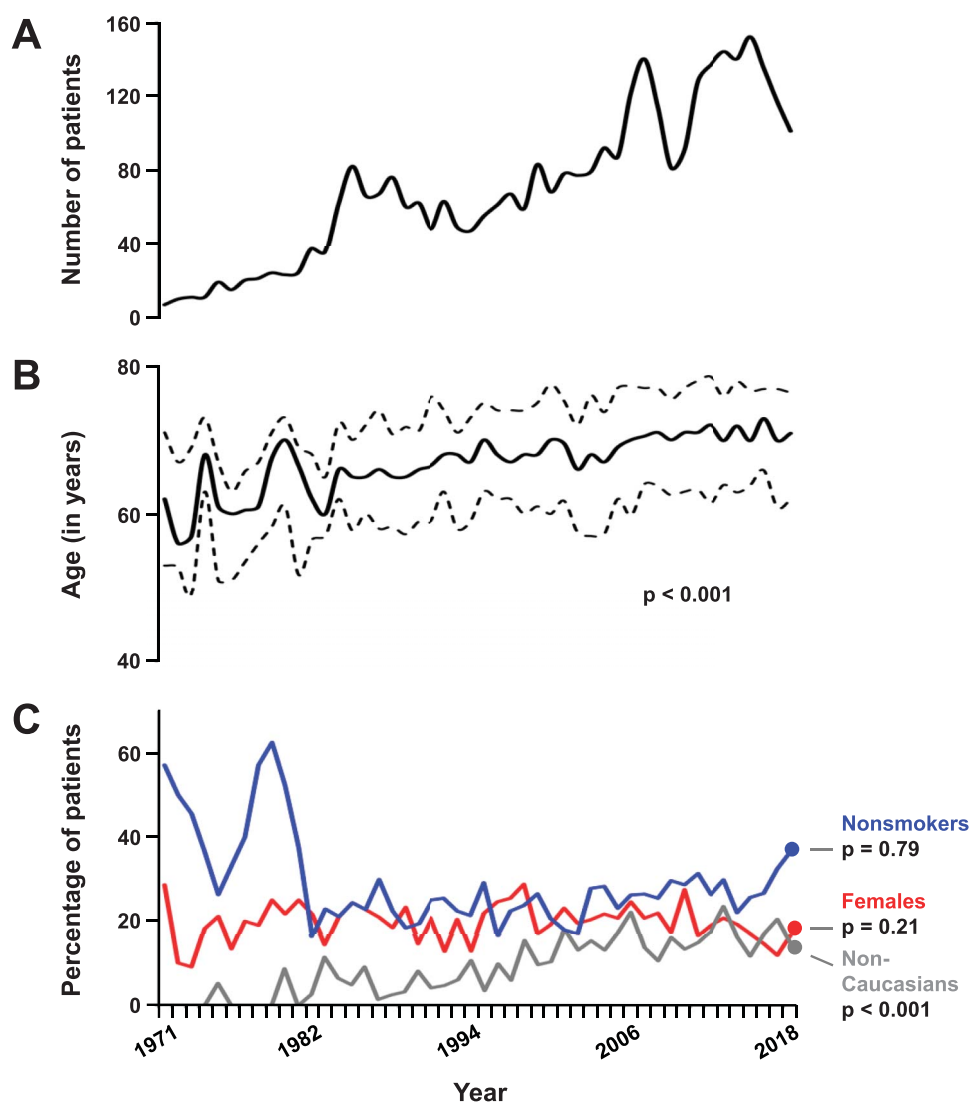 A
Number of patients
160
120
80
40
0
B
Age (in years)
80
60
40
p < 0.001
C
Percentage of patients
60
40
20
0
Nonsmokers
p = 0.79
Females
p = 0.21
Non-
Caucasians
p < 0.001
1971
1982
1994
2006
2018
Year